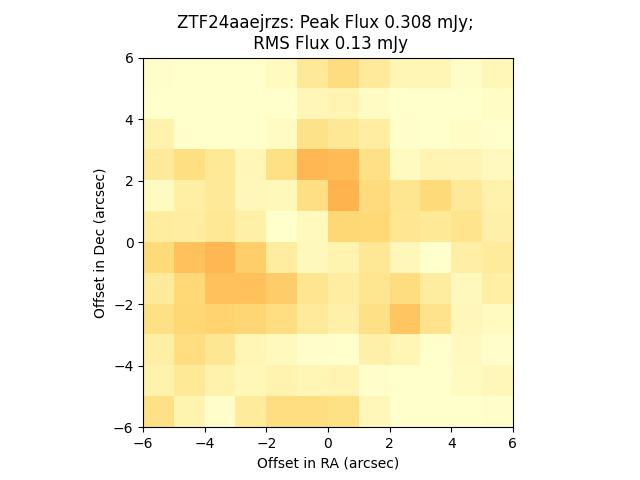 ZTF24aaejrzs: Peak Flux 0.308 mJy;
RMS Flux 0.13 mJy
6
4
2
0
−2
−4
−6
Offset in Dec (arcsec)
−6 −4 −2 0 2 4 6
Offset in RA (arcsec)